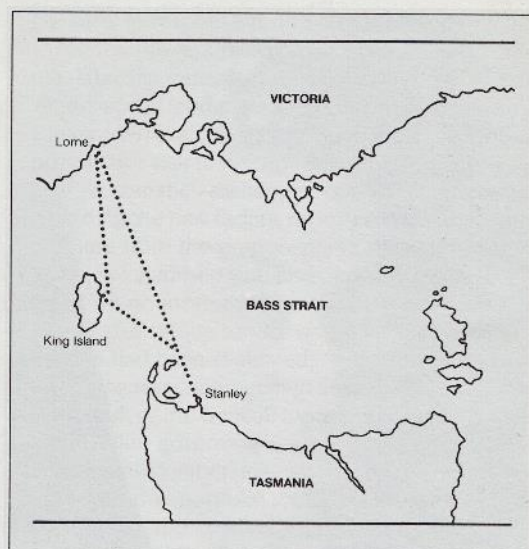 VICTORIA
Lorne
BASS STRAIT
King Island
Stanley
TASMANIA